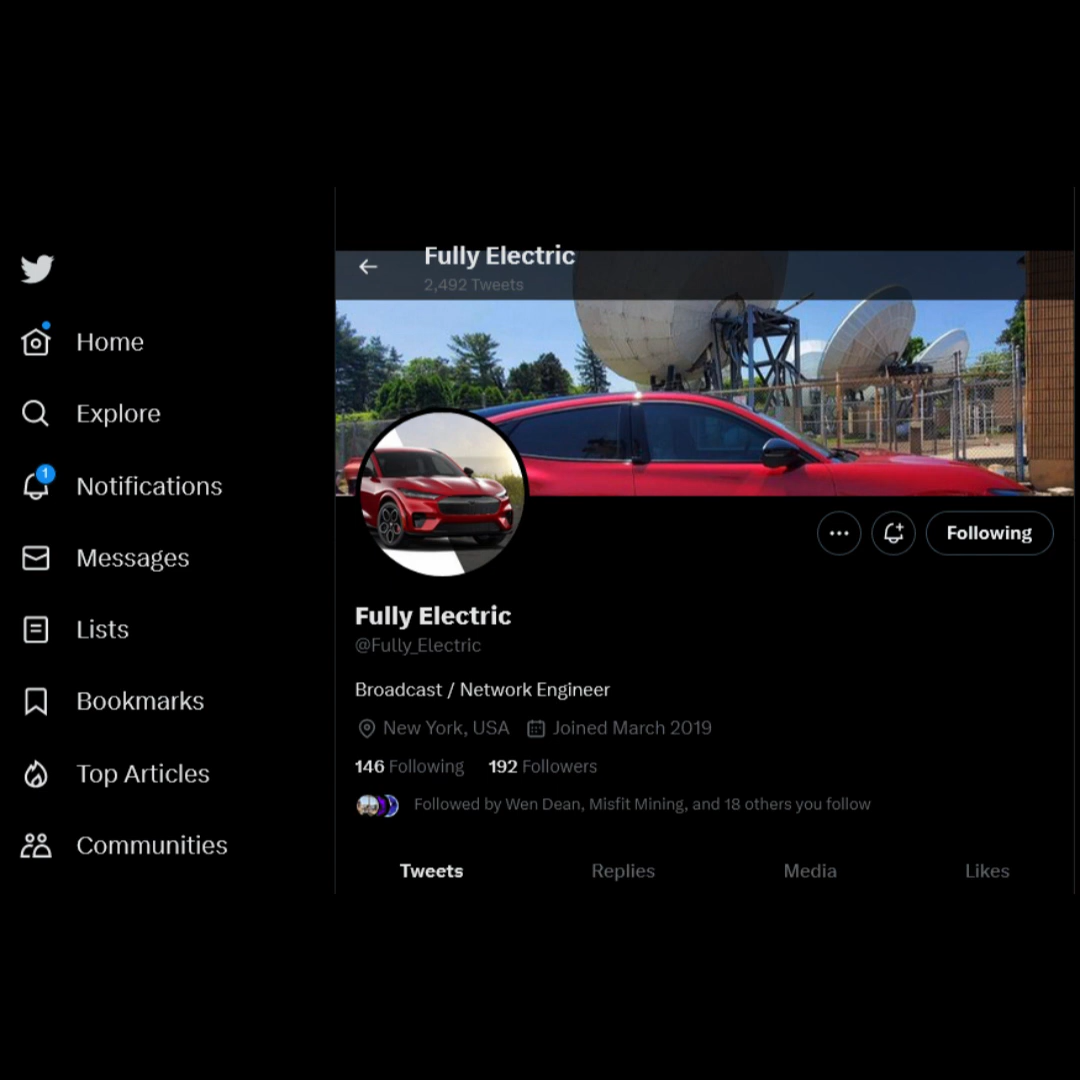 Home
Explore
1
Notifications
Messages
Lists
Bookmarks
Top Articles
Communities
Fully Electric
2,492 Tweets
Following
Fully Electric
@Fully_Electric
Broadcast / Network Engineer
New York, USA Joined March 2019
146 Following 192 Followers
Followed by Wen Dean, Misfit Mining, and 18 others you follow
Tweets Replies Media Likes